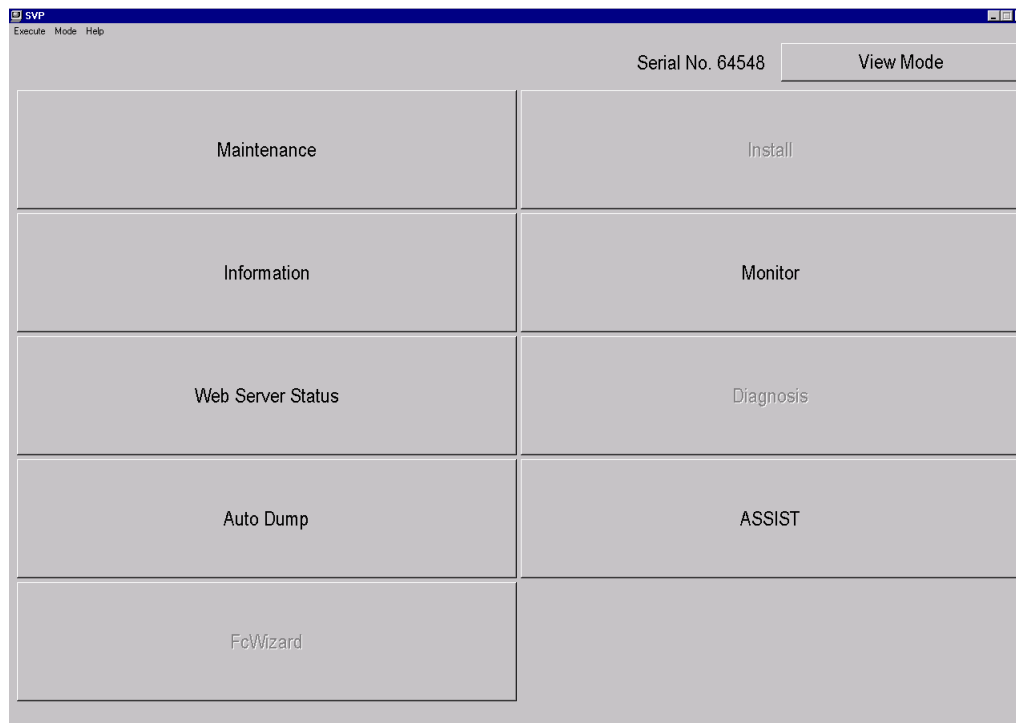 SVP
Execute Mode Help
Serial No. 64548 View Mode
Maintenance
Install
Information
Monitor
Web Server Status
Diagnosis
Auto Dump
ASSIST
FcWizard